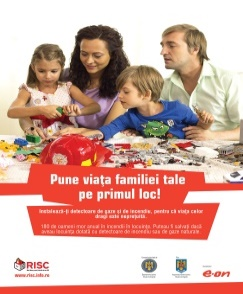 Pune viața familiei tale
pe primul loc!
Instalează-ți detectoare de gaze și de incendiu, pentru că viața celor
dragi este neprețuită.
180 de oameni mor anual în incendii în locuințe. Puteau fi salvați dacă
aveau locuința dotată cu detectoare de incendiu sau de gaze naturale.
RISC
www.risc.info.ro
e·on